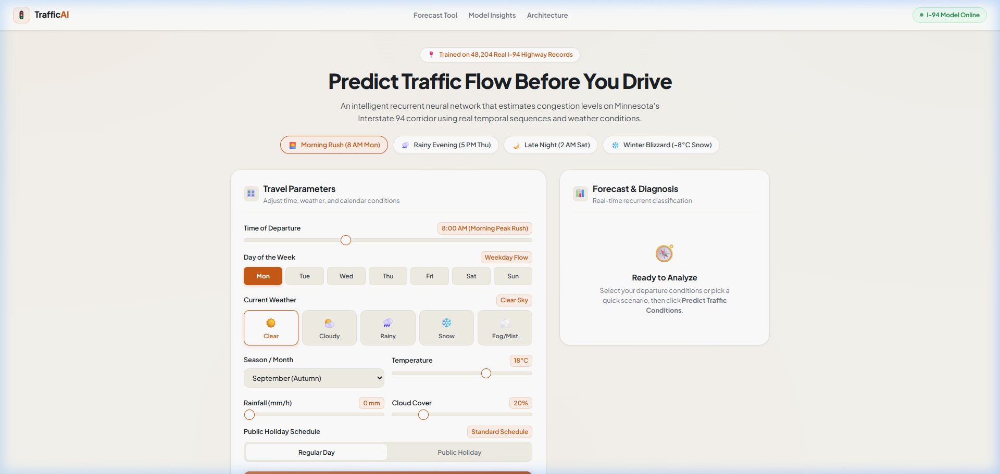 TrafficAI
Forecast Tool
Model Insights
Architecture
I-94 Model Online
Trained on 48,204 Real I-94 Highway Records
Predict Traffic Flow Before You Drive
An intelligent recurrent neural network that estimates congestion levels on Minnesota's
Interstate 94 corridor using real temporal sequences and weather conditions.
Morning Rush (8 AM Mon)
Rainy Evening (5 PM Thu)
Late Night (2 AM Sat)
Winter Blizzard (-8°C Snow)
Travel Parameters
Adjust time, weather, and calendar conditions
Time of Departure
8:00 AM (Morning Peak Rush)
Day of the Week
Weekday Flow
Mon
Tue
Wed
Thu
Fri
Sat
Sun
Current Weather
Clear Sky
Clear
Cloudy
Rainy
Snow
Fog/Mist
Season / Month
September (Autumn)
Temperature
18°C
Rainfall (mm/h)
0 mm
Cloud Cover
20%
Public Holiday Schedule
Standard Schedule
Regular Day
Public Holiday
Forecast & Diagnosis
Real-time recurrent classification
Ready to Analyze
Select your departure conditions or pick a
quick scenario, then click Predict Traffic
Conditions.